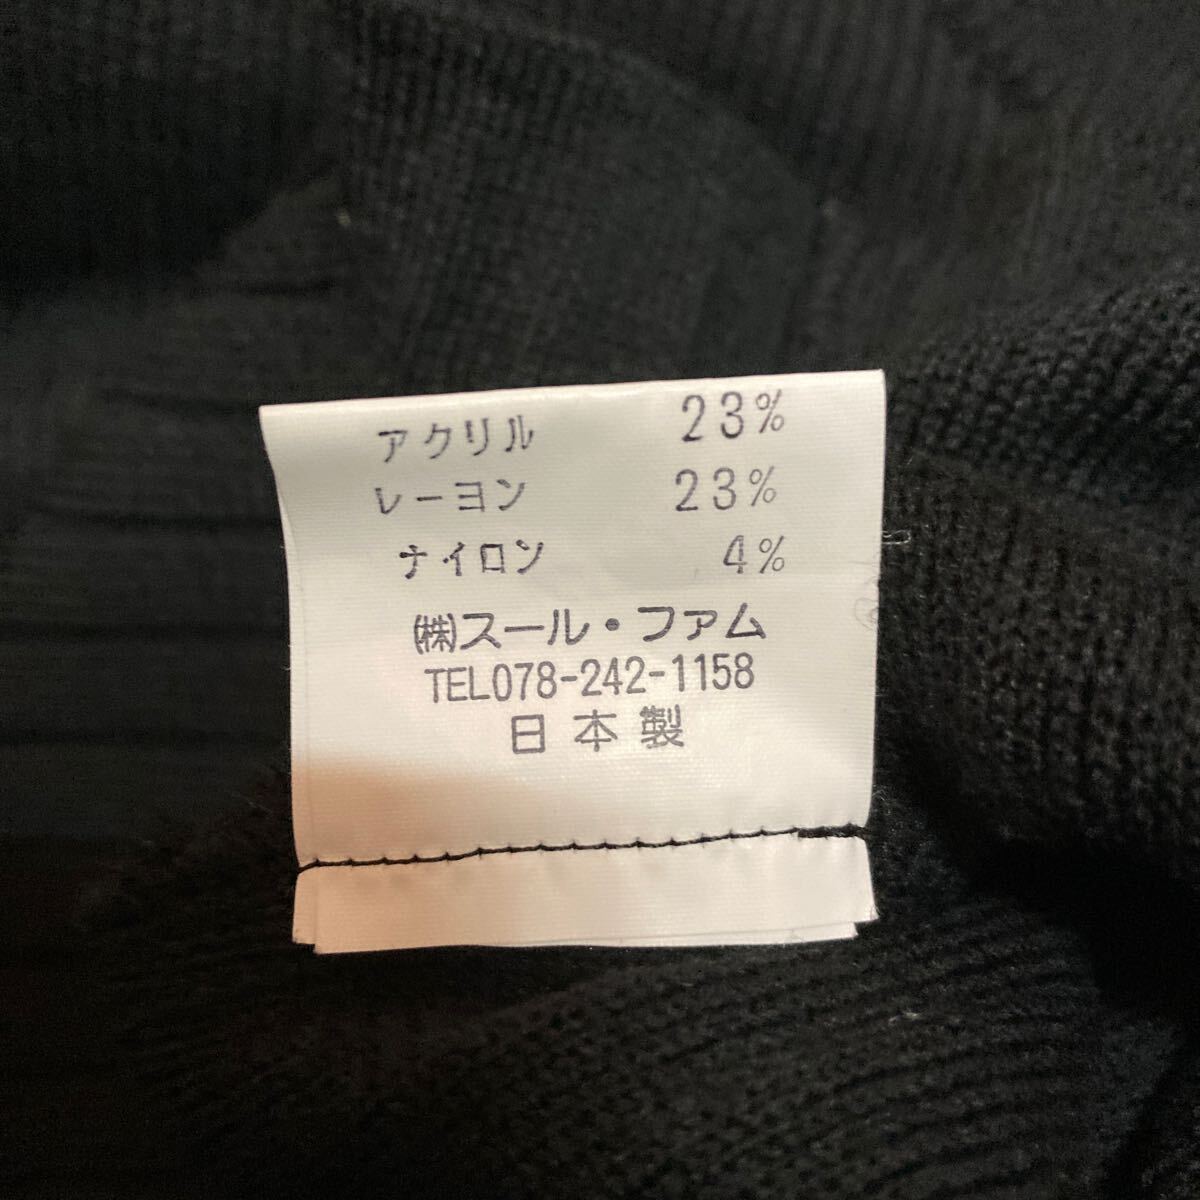 アクリル 23%
レーヨン 23%
ナイロン 4%
(株)スール・ファム
TEL078-242-1158
日本製